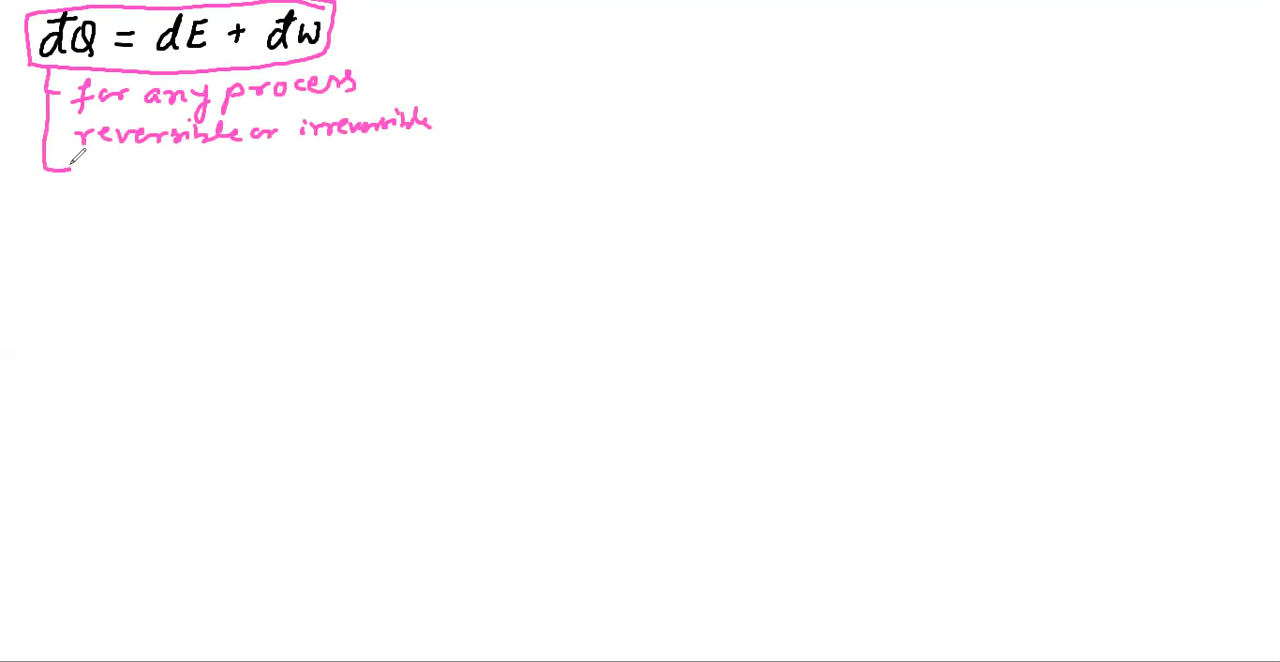 đQ = dE + đW
for any process
reversible or irreversible